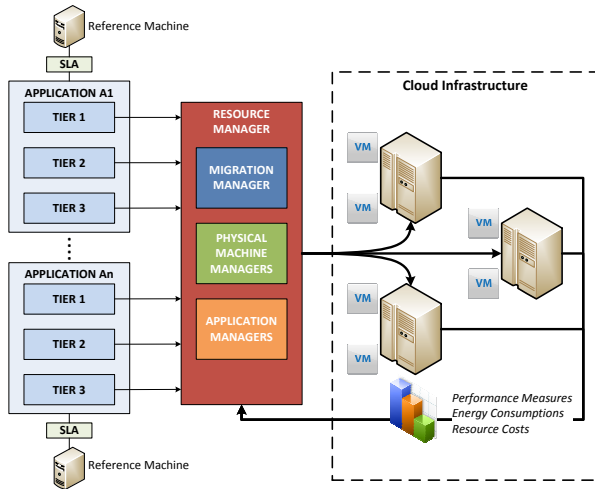 Reference Machine
SLA
APPLICATION A1
TIER 1
TIER 2
TIER 3
APPLICATION An
TIER 1
TIER 2
TIER 3
SLA
Reference Machine
RESOURCE
MANAGER
MIGRATION
MANAGER
PHYSICAL
MACHINE
MANAGERS
APPLICATION
MANAGERS
Cloud Infrastructure
VM
VM
VM
VM
VM
VM
Performance Measures
Energy Consumptions
Resource Costs